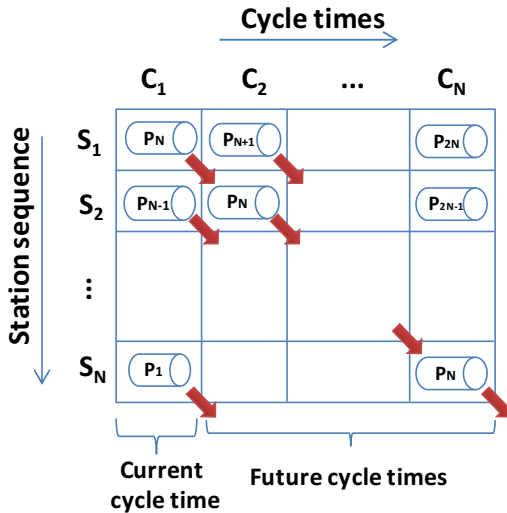 Cycle times
C1 C2 ... CN
Station sequence
S1 PN PN+1 P2N
S2 PN-1 PN P2N-1
...
SN P1 PN
Current
cycle time
Future cycle times